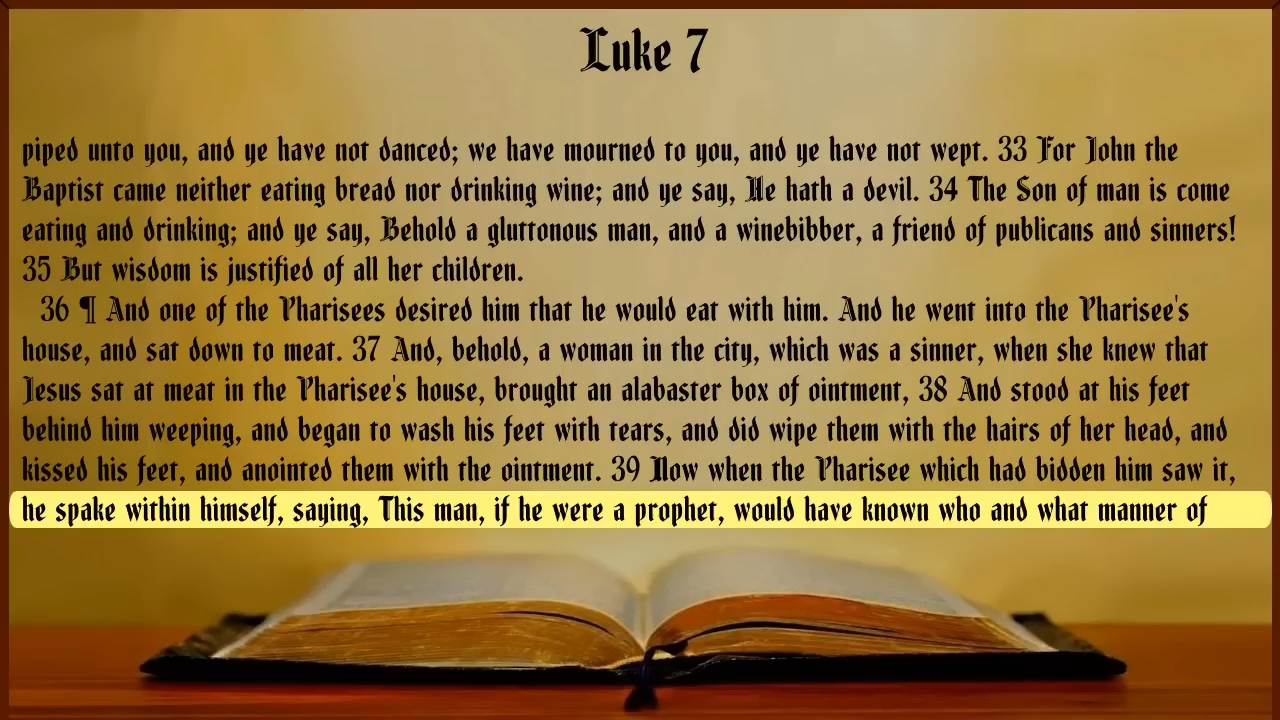 Luke 7
piped unto you, and ye have not danced; we have mourned to you, and ye have not wept. 33 For John the
Baptist came neither eating bread nor drinking wine; and ye say, He hath a devil. 34 The Son of man is come
eating and drinking; and ye say, Behold a gluttonous man, and a winebibber, a friend of publicans and sinners!
35 But wisdom is justified of all her children.
36 ¶ And one of the Pharisees desired him that he would eat with him. And he went into the Pharisee's
house, and sat down to meat. 37 And, behold, a woman in the city, which was a sinner, when she knew that
Jesus sat at meat in the Pharisee's house, brought an alabaster box of ointment, 38 And stood at his feet
behind him weeping, and began to wash his feet with tears, and did wipe them with the hairs of her head, and
kissed his feet, and anointed them with the ointment. 39 Now when the Pharisee which had bidden him saw it,
he spake within himself, saying, This man, if he were a prophet, would have known who and what manner of